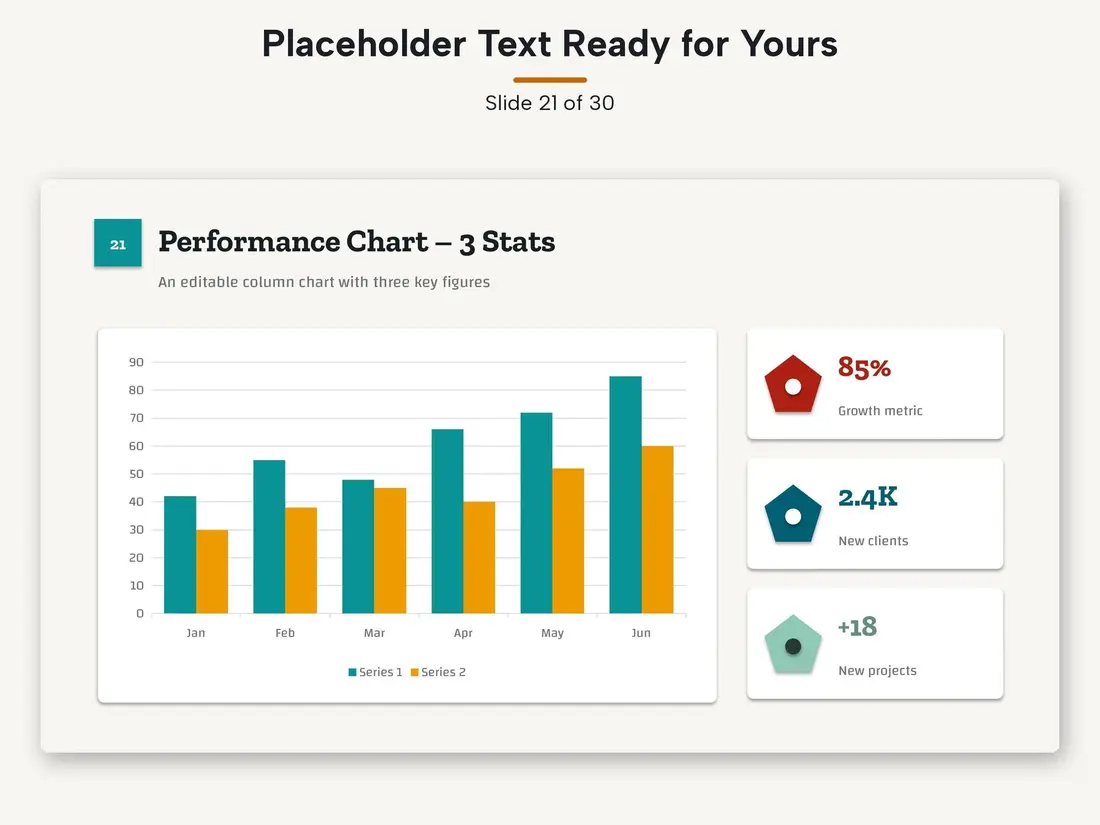 Placeholder Text Ready for Yours
Slide 21 of 30
21
Performance Chart – 3 Stats
An editable column chart with three key figures
90
80
70
60
50
40
30
20
10
0
Jan Feb Mar Apr May Jun
Series 1 Series 2
85%
Growth metric
2.4K
New clients
+18
New projects